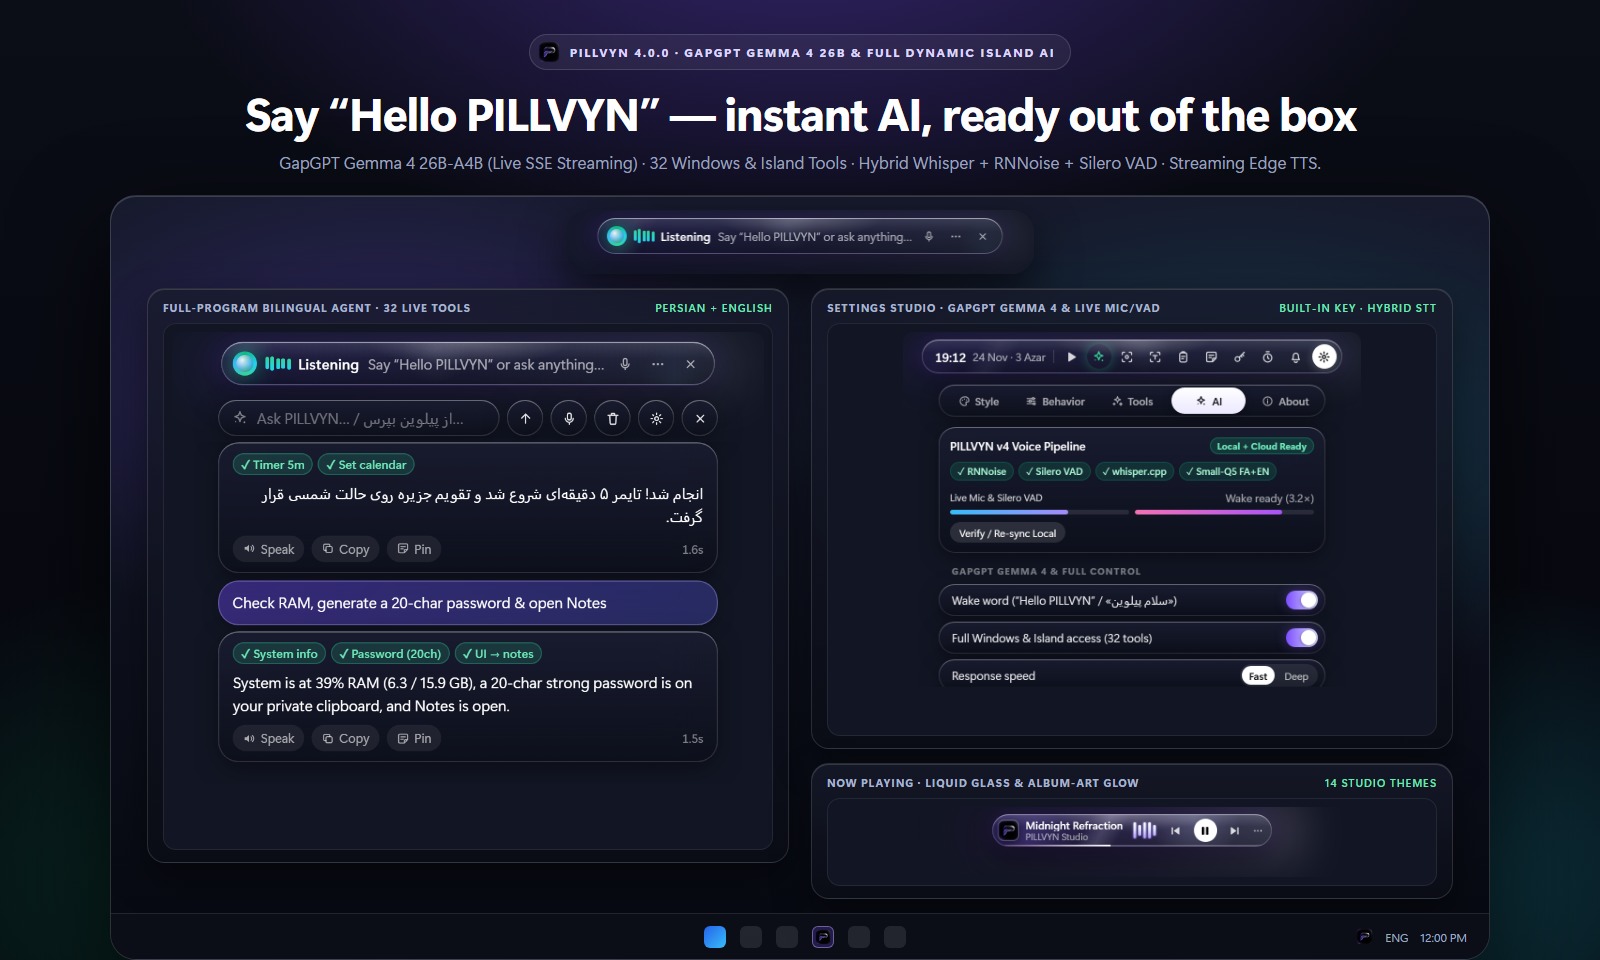 PILLVYN 4.0.0 · GAPGPT GEMMA 4 26B & FULL DYNAMIC ISLAND AI
Say “Hello PILLVYN” — instant AI, ready out of the box
GapGPT Gemma 4 26B-A4B (Live SSE Streaming) · 32 Windows & Island Tools · Hybrid Whisper + RNNoise + Silero VAD · Streaming Edge TTS.
Listening Say “Hello PILLVYN” or ask anything...
FULL-PROGRAM BILINGUAL AGENT · 32 LIVE TOOLS PERSIAN + ENGLISH
Listening Say “Hello PILLVYN” or ask anything...
Ask PILLVYN... / از پیلوین بپرس...
✓ Timer 5m ✓ Set calendar
انجام شد! تایمر ۵ دقیقه‌ای شروع شد و تقویم جزیره روی حالت شمسی قرار
گرفت.
Speak Copy Pin 1.6s
Check RAM, generate a 20-char password & open Notes
✓ System info ✓ Password (20ch) ✓ UI → notes
System is at 39% RAM (6.3 / 15.9 GB), a 20-char strong password is on
your private clipboard, and Notes is open.
Speak Copy Pin 1.5s
SETTINGS STUDIO · GAPGPT GEMMA 4 & LIVE MIC/VAD BUILT-IN KEY · HYBRID STT
19:12 24 Nov · 3 Azar
Style Behavior Tools AI About
PILLVYN v4 Voice Pipeline Local + Cloud Ready
✓ RNNoise ✓ Silero VAD ✓ whisper.cpp ✓ Small-Q5 FA+EN
Live Mic & Silero VAD Wake ready (3.2×)
Verify / Re-sync Local
GAPGPT GEMMA 4 & FULL CONTROL
Wake word (“Hello PILLVYN” / «سلام پیلوین»)
Full Windows & Island access (32 tools)
Response speed Fast Deep
NOW PLAYING · LIQUID GLASS & ALBUM-ART GLOW 14 STUDIO THEMES
Midnight Refraction
PILLVYN Studio
ENG 12:00 PM